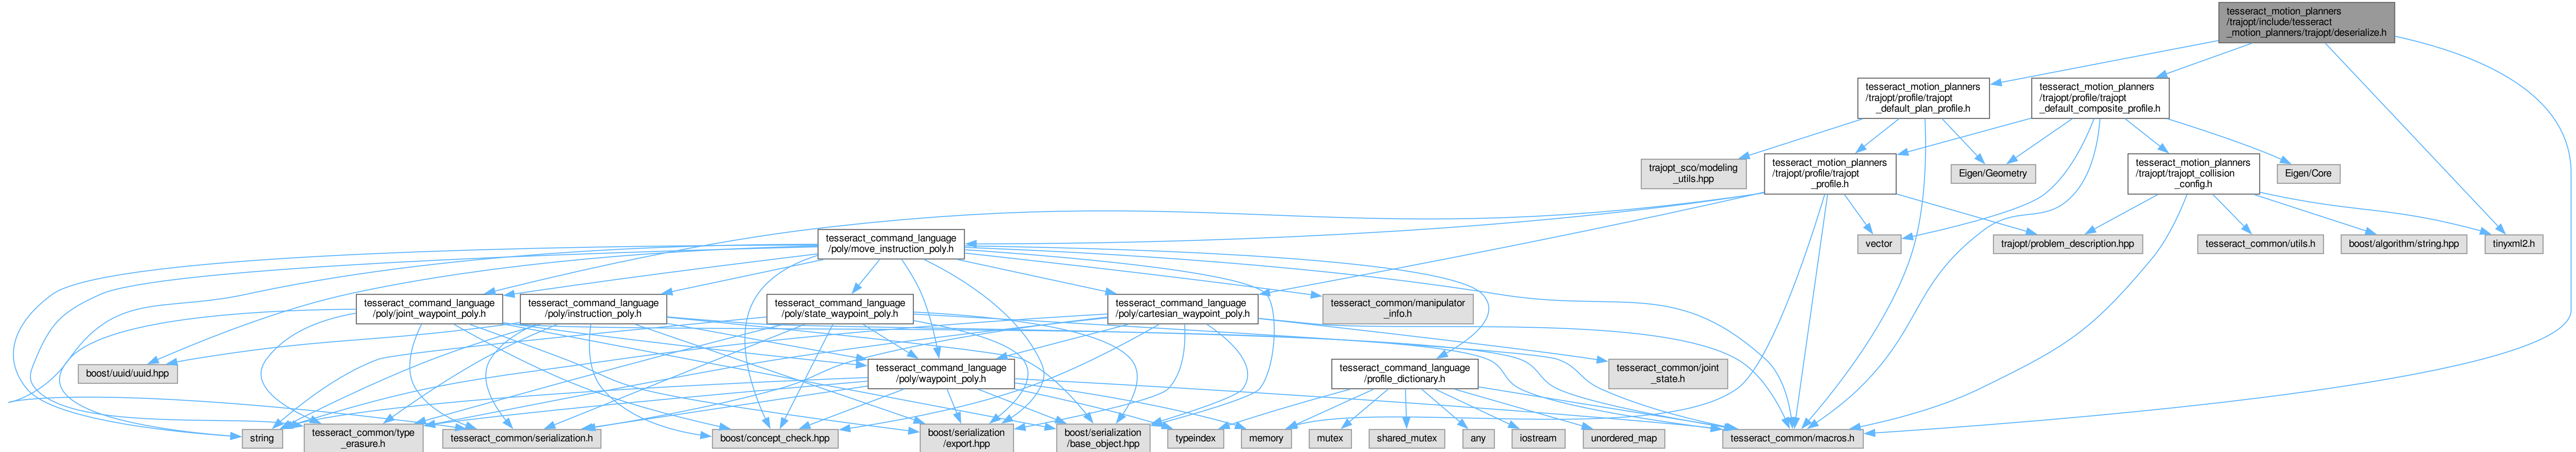 tesseract_motion_planners
/trajopt/include/tesseract
_motion_planners/trajopt/deserialize.h
tesseract_motion_planners
/trajopt/profile/trajopt
_default_plan_profile.h
tesseract_motion_planners
/trajopt/profile/trajopt
_default_composite_profile.h
trajopt_sco/modeling
_utils.hpp
tesseract_motion_planners
/trajopt/profile/trajopt
_profile.h
Eigen/Geometry
tesseract_motion_planners
/trajopt/trajopt_collision
_config.h
Eigen/Core
tesseract_command_language
/poly/move_instruction_poly.h
vector
trajopt/problem_description.hpp
tesseract_common/utils.h
boost/algorithm/string.hpp
tinyxml2.h
tesseract_command_language
/poly/joint_waypoint_poly.h
tesseract_command_language
/poly/instruction_poly.h
tesseract_command_language
/poly/state_waypoint_poly.h
tesseract_command_language
/poly/cartesian_waypoint_poly.h
tesseract_common/manipulator
_info.h
boost/uuid/uuid.hpp
tesseract_command_language
/poly/waypoint_poly.h
tesseract_command_language
/profile_dictionary.h
tesseract_common/joint
_state.h
string
tesseract_common/type
_erasure.h
tesseract_common/serialization.h
boost/concept_check.hpp
boost/serialization
/export.hpp
boost/serialization
/base_object.hpp
typeindex
memory
mutex
shared_mutex
any
iostream
unordered_map
tesseract_common/macros.h